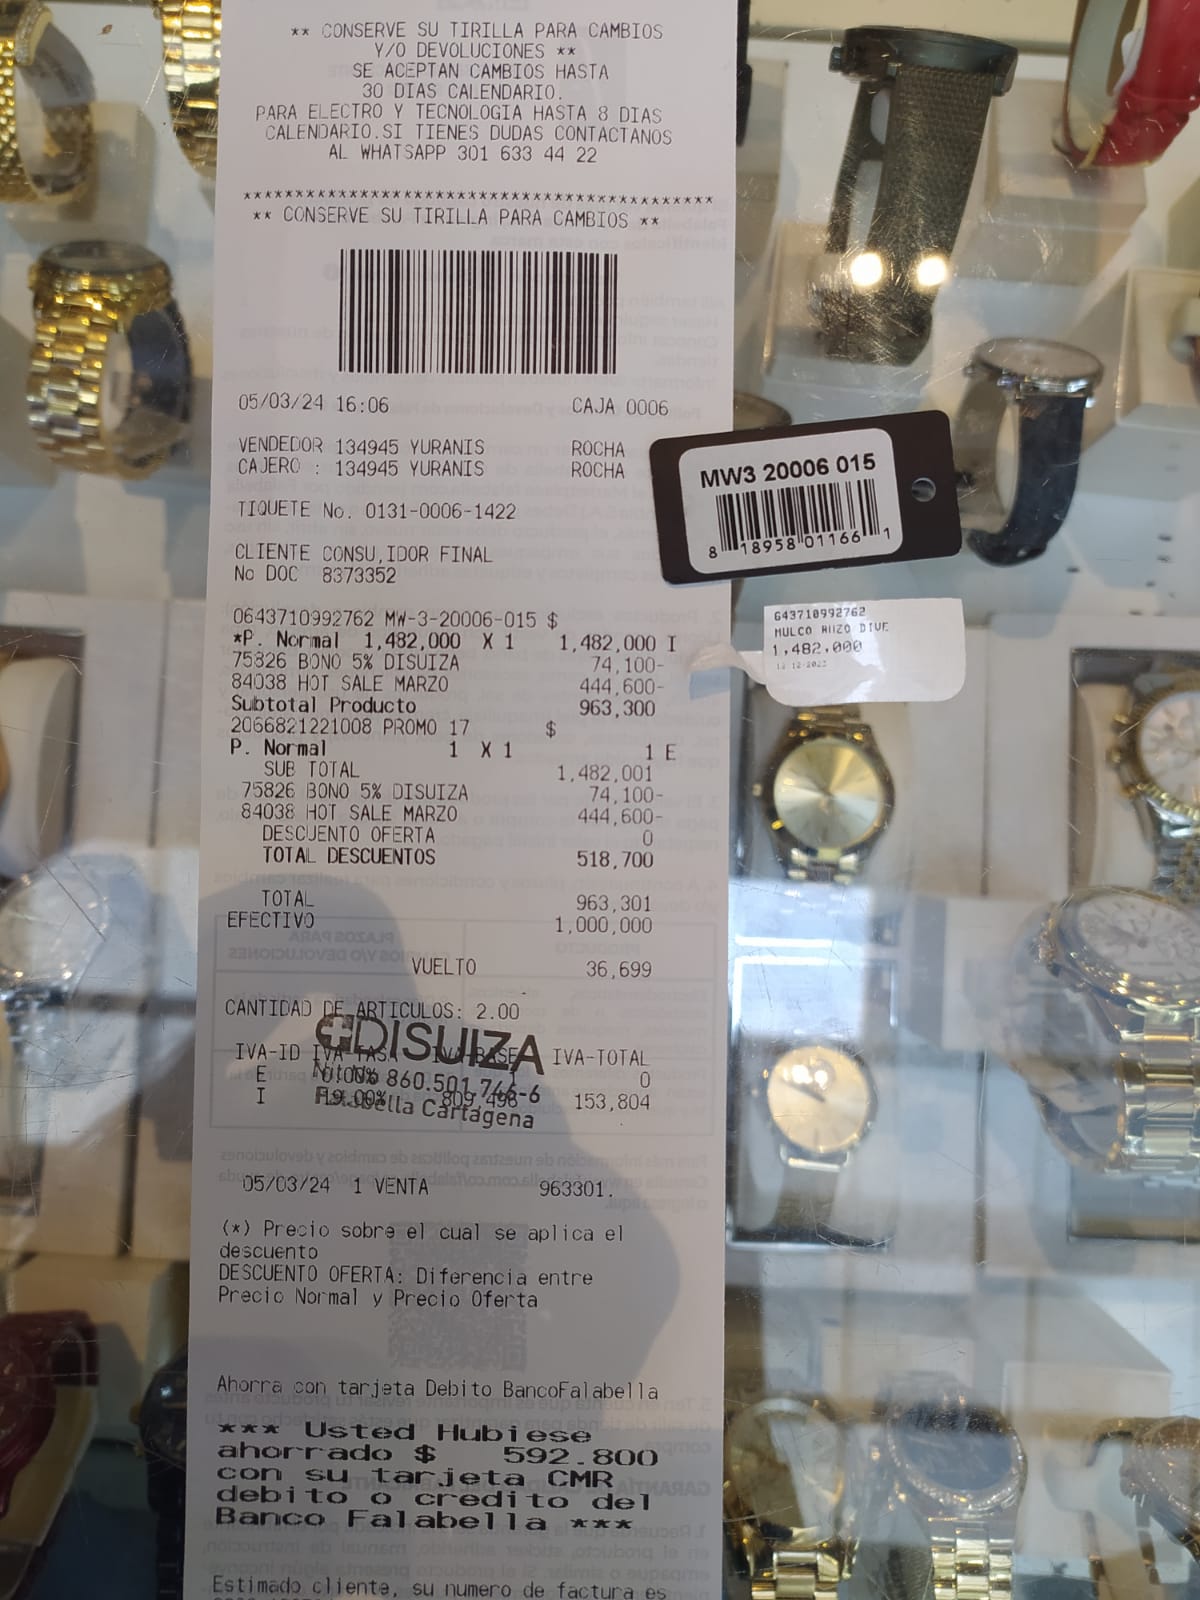 ** CONSERVE SU TIRILLA PARA CAMBIOS
Y/O DEVOLUCIONES **
SE ACEPTAN CAMBIOS HASTA
30 DIAS CALENDARIO.
PARA ELECTRO Y TECNOLOGIA HASTA 8 DIAS
CALENDARIO.SI TIENES DUDAS CONTACTANOS
AL WHATSAPP 301 633 44 22
****************************************
** CONSERVE SU TIRILLA PARA CAMBIOS **
05/03/24 16:06 CAJA 0006
VENDEDOR 134945 YURANIS ROCHA
CAJERO : 134945 YURANIS ROCHA
TIQUETE No. 0131-0006-1422
CLIENTE CONSU,IDOR FINAL
No DOC 8373352
0643710992762 MW-3-20006-015 $
*P. Normal 1,482,000 X 1 1,482,000 I
75826 BONO 5% DISUIZA 74,100-
84038 HOT SALE MARZO 444,600-
Subtotal Producto 963,300
2066821221008 PROMO 17 $
P. Normal 1 X 1 1 E
SUB TOTAL 1,482,001
75826 BONO 5% DISUIZA 74,100-
84038 HOT SALE MARZO 444,600-
DESCUENTO OFERTA 0
TOTAL DESCUENTOS 518,700
TOTAL 963,301
EFECTIVO 1,000,000
VUELTO 36,699
CANTIDAD DE ARTICULOS: 2.00
DISUIZA
IVA-ID IVA-TASA IVA-BASE IVA-TOTAL
E 0.00% 1 0
Nit No. 860.501.746-6
I 19.00% 809,496 153,804
Falabella Cartagena
05/03/24 1 VENTA 963301.
(*) Precio sobre el cual se aplica el
descuento
DESCUENTO OFERTA: Diferencia entre
Precio Normal y Precio Oferta
Ahorra con tarjeta Debito BancoFalabella
*** Usted Hubiese
ahorrado $ 592.800
con su tarjeta CMR
debito o credito del
Banco Falabella ***
Estimado cliente, su numero de factura es
MW3 20006 015
8 18958 01166 1
643710992762
MULCO DIVE
1,482,000